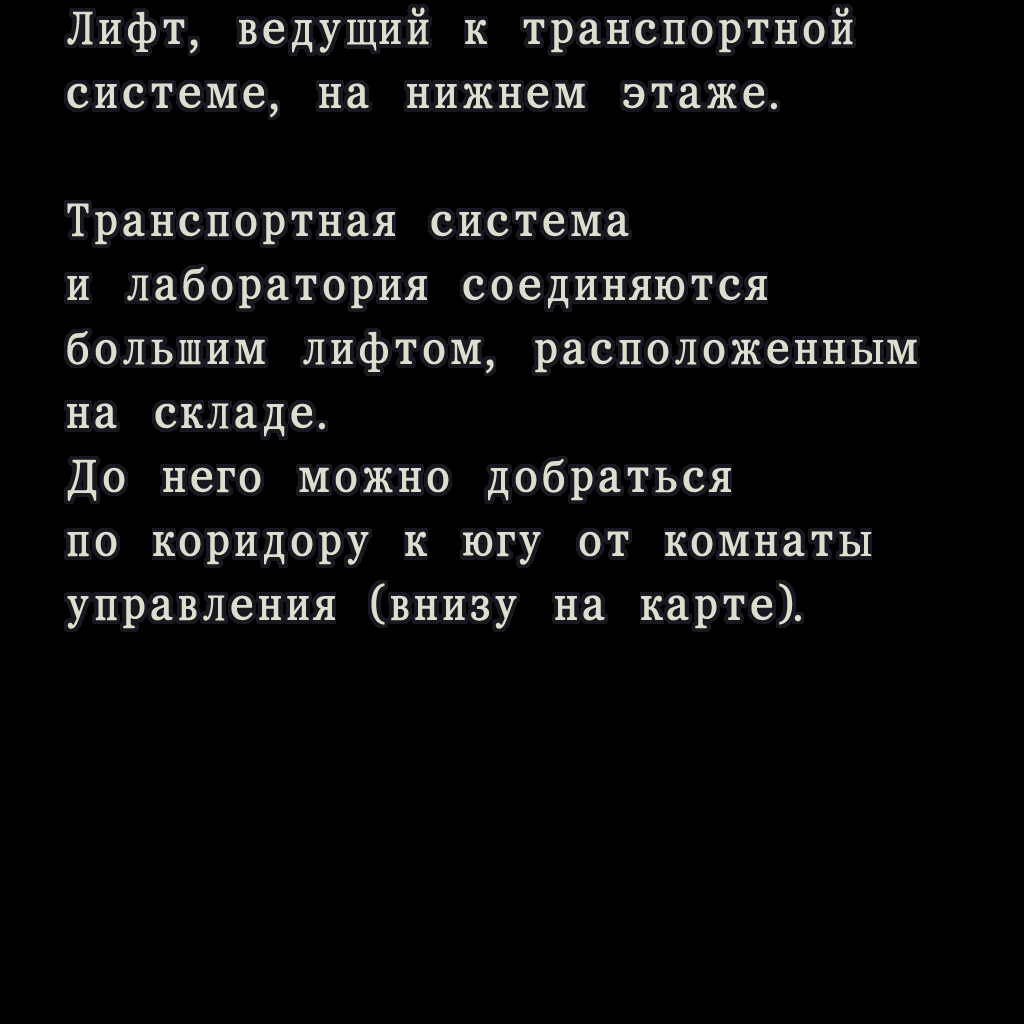 Лифт, ведущий к транспортной
системе, на нижнем этаже.
Транспортная система
и лаборатория соединяются
большим лифтом, расположенным
на складе.
До него можно добраться
по коридору к югу от комнаты
управления (внизу на карте).